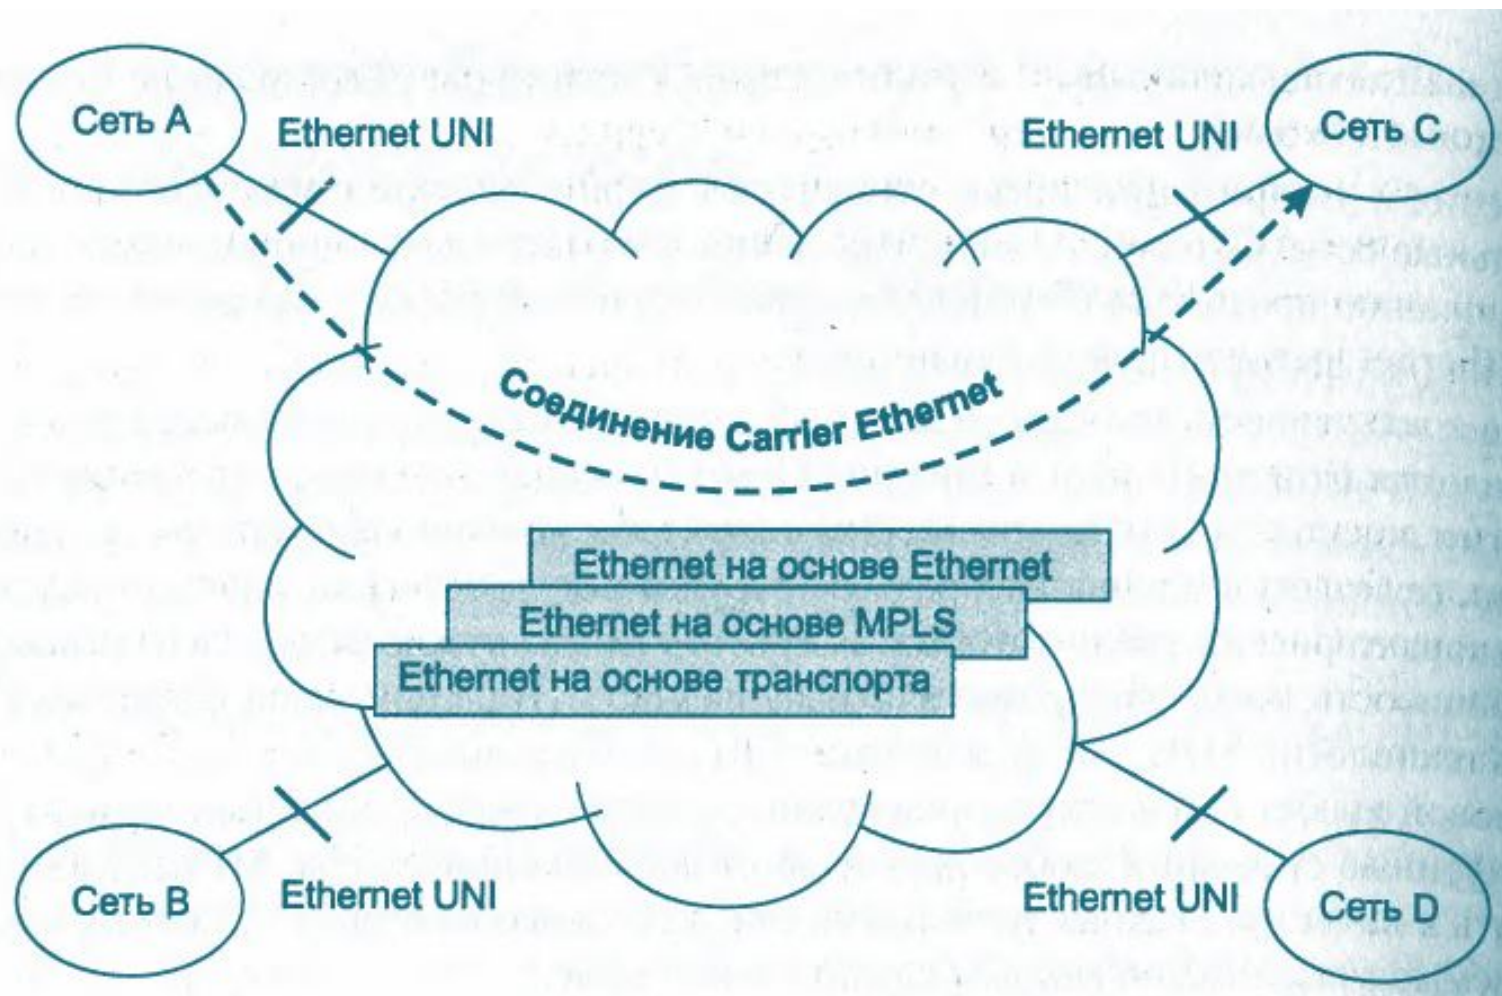 Сеть A
Ethernet UNI
Ethernet UNI
Сеть C
Соединение Carrier Ethernet
Ethernet на основе Ethernet
Ethernet на основе MPLS
Ethernet на основе транспорта
Сеть B
Ethernet UNI
Ethernet UNI
Сеть D